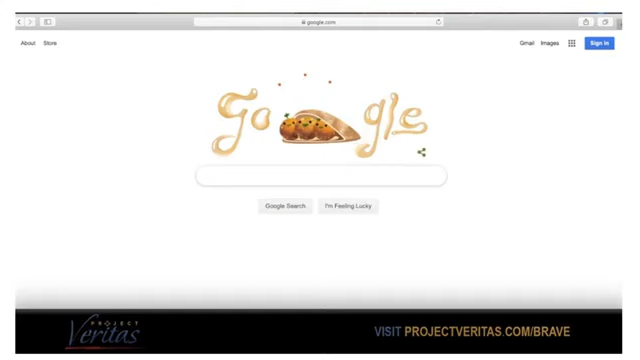 google.com
About Store Gmail Images Sign in
Google
Google Search I'm Feeling Lucky
PROJECT
Veritas
VISIT PROJECTVERITAS.COM/BRAVE